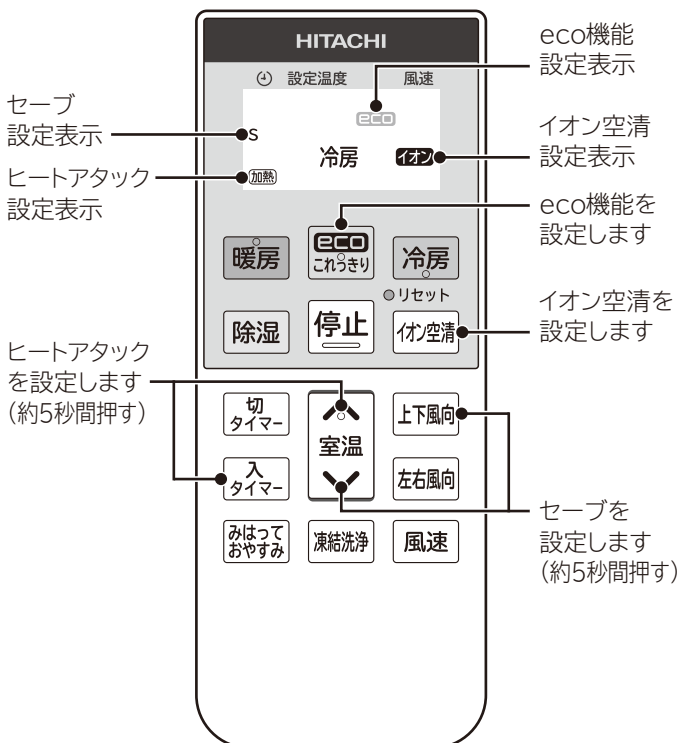 HITACHI
設定温度
風速
eco
S
冷房
イオン
加熱
eco機能
設定表示
セーブ
設定表示
イオン空清
設定表示
ヒートアタック
設定表示
eco機能を
設定します
暖房
eco
これっきり
冷房
リセット
除湿
停止
イオン空清
イオン空清を
設定します
ヒートアタック
を設定します
(約5秒間押す)
切
タイマー
室温
上下風向
入
タイマー
左右風向
みはって
おやすみ
凍結洗浄
風速
セーブを
設定します
(約5秒間押す)